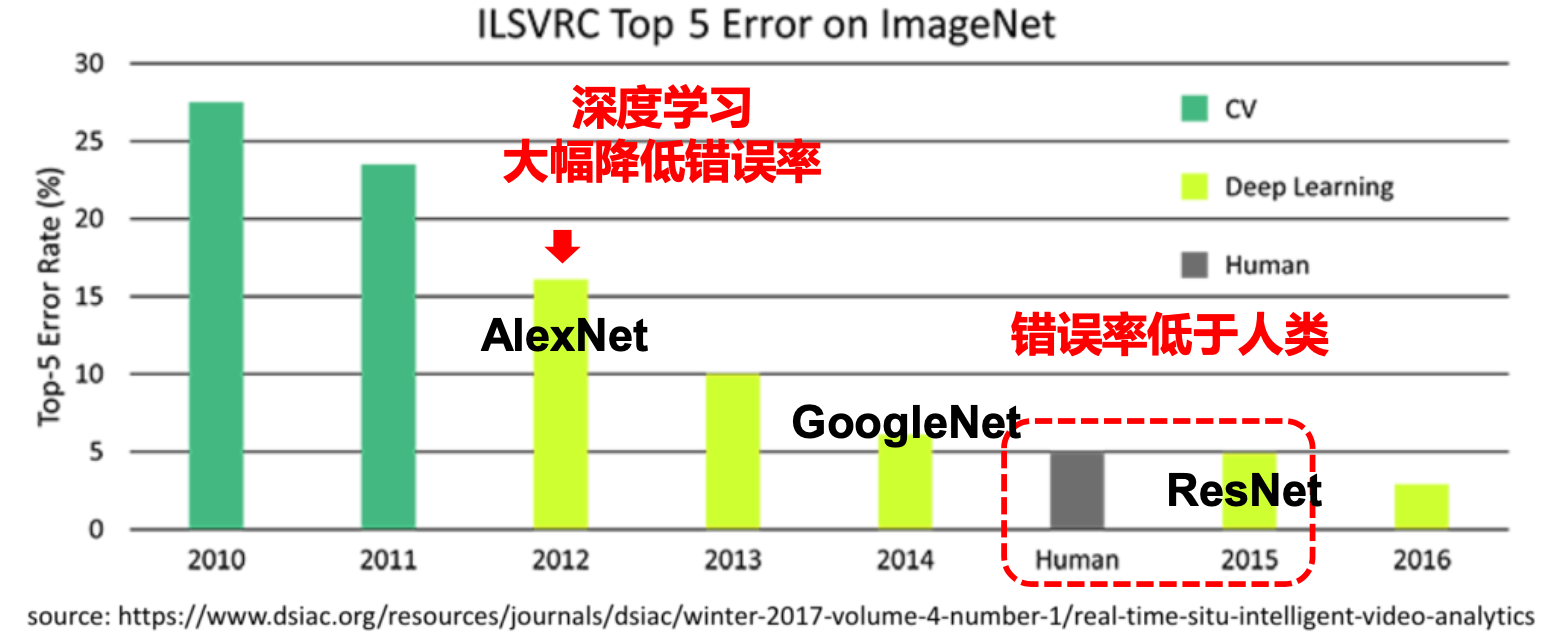 ILSVRC Top 5 Error on ImageNet
Top-5 Error Rate (%)
30
25
20
15
10
5
0
深度学习
大幅降低错误率
CV
Deep Learning
Human
错误率低于人类
AlexNet
GoogleNet
ResNet
2010 2011 2012 2013 2014 Human 2015 2016
source: https://www.dsiac.org/resources/journals/dsiac/winter-2017-volume-4-number-1/real-time-situ-intelligent-video-analytics